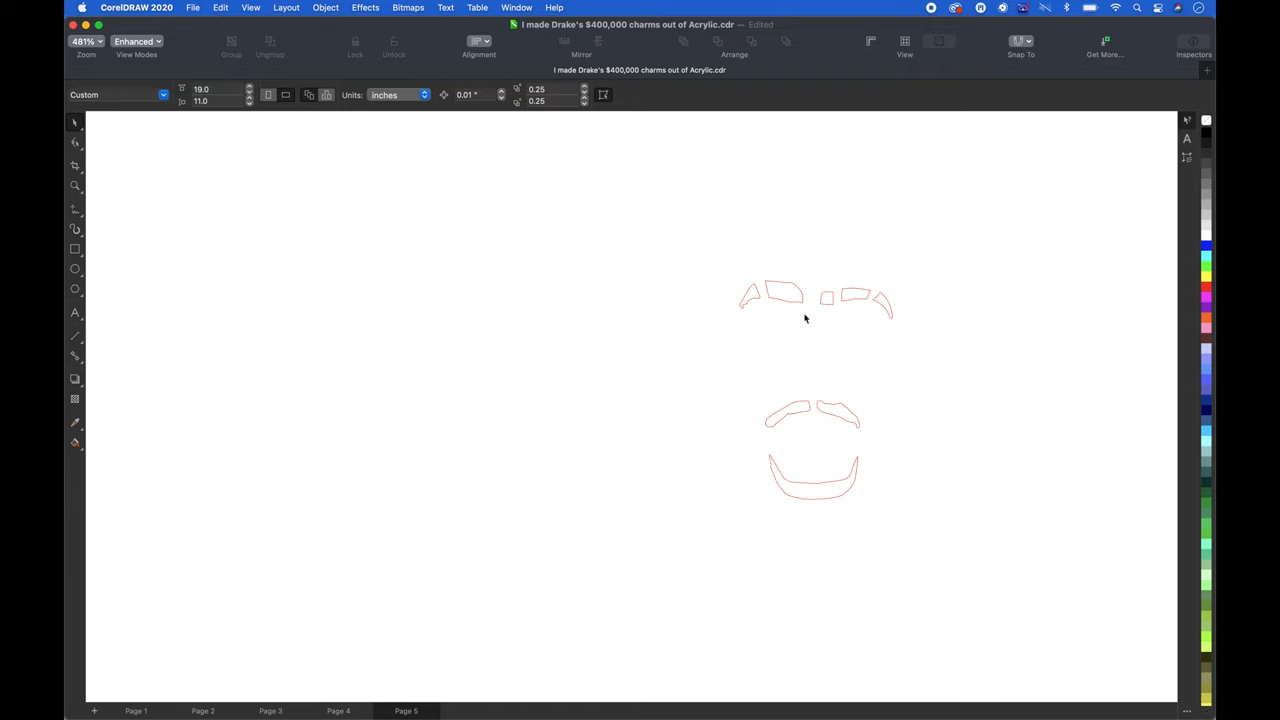 CorelDRAW 2020 File Edit View Layout Object Effects Bitmaps Text Table Window Help
I made Drake's $400,000 charms out of Acrylic.cdr — Edited
481% Enhanced
Zoom View Modes Group Ungroup Lock Unlock Alignment Mirror Arrange View Snap To Get More... Inspectors
I made Drake's $400,000 charms out of Acrylic.cdr
Custom 19.0 11.0 Units: inches 0.01 " 0.25 0.25
Page 1 Page 2 Page 3 Page 4 Page 5